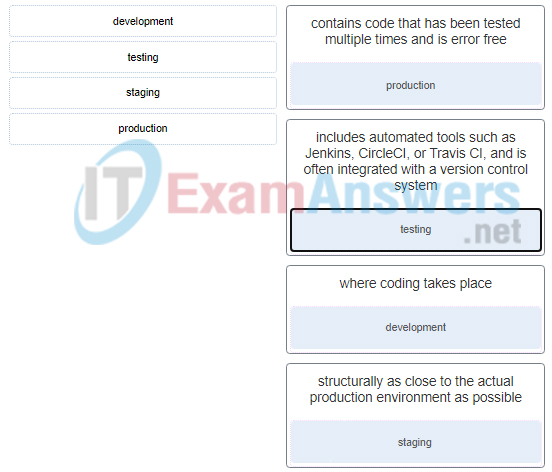 development
testing
staging
production
contains code that has been tested
multiple times and is error free
production
includes automated tools such as
Jenkins, CircleCI, or Travis CI, and is
often integrated with a version control
system
testing
where coding takes place
development
structurally as close to the actual
production environment as possible
staging
IT ExamAnswers
.net